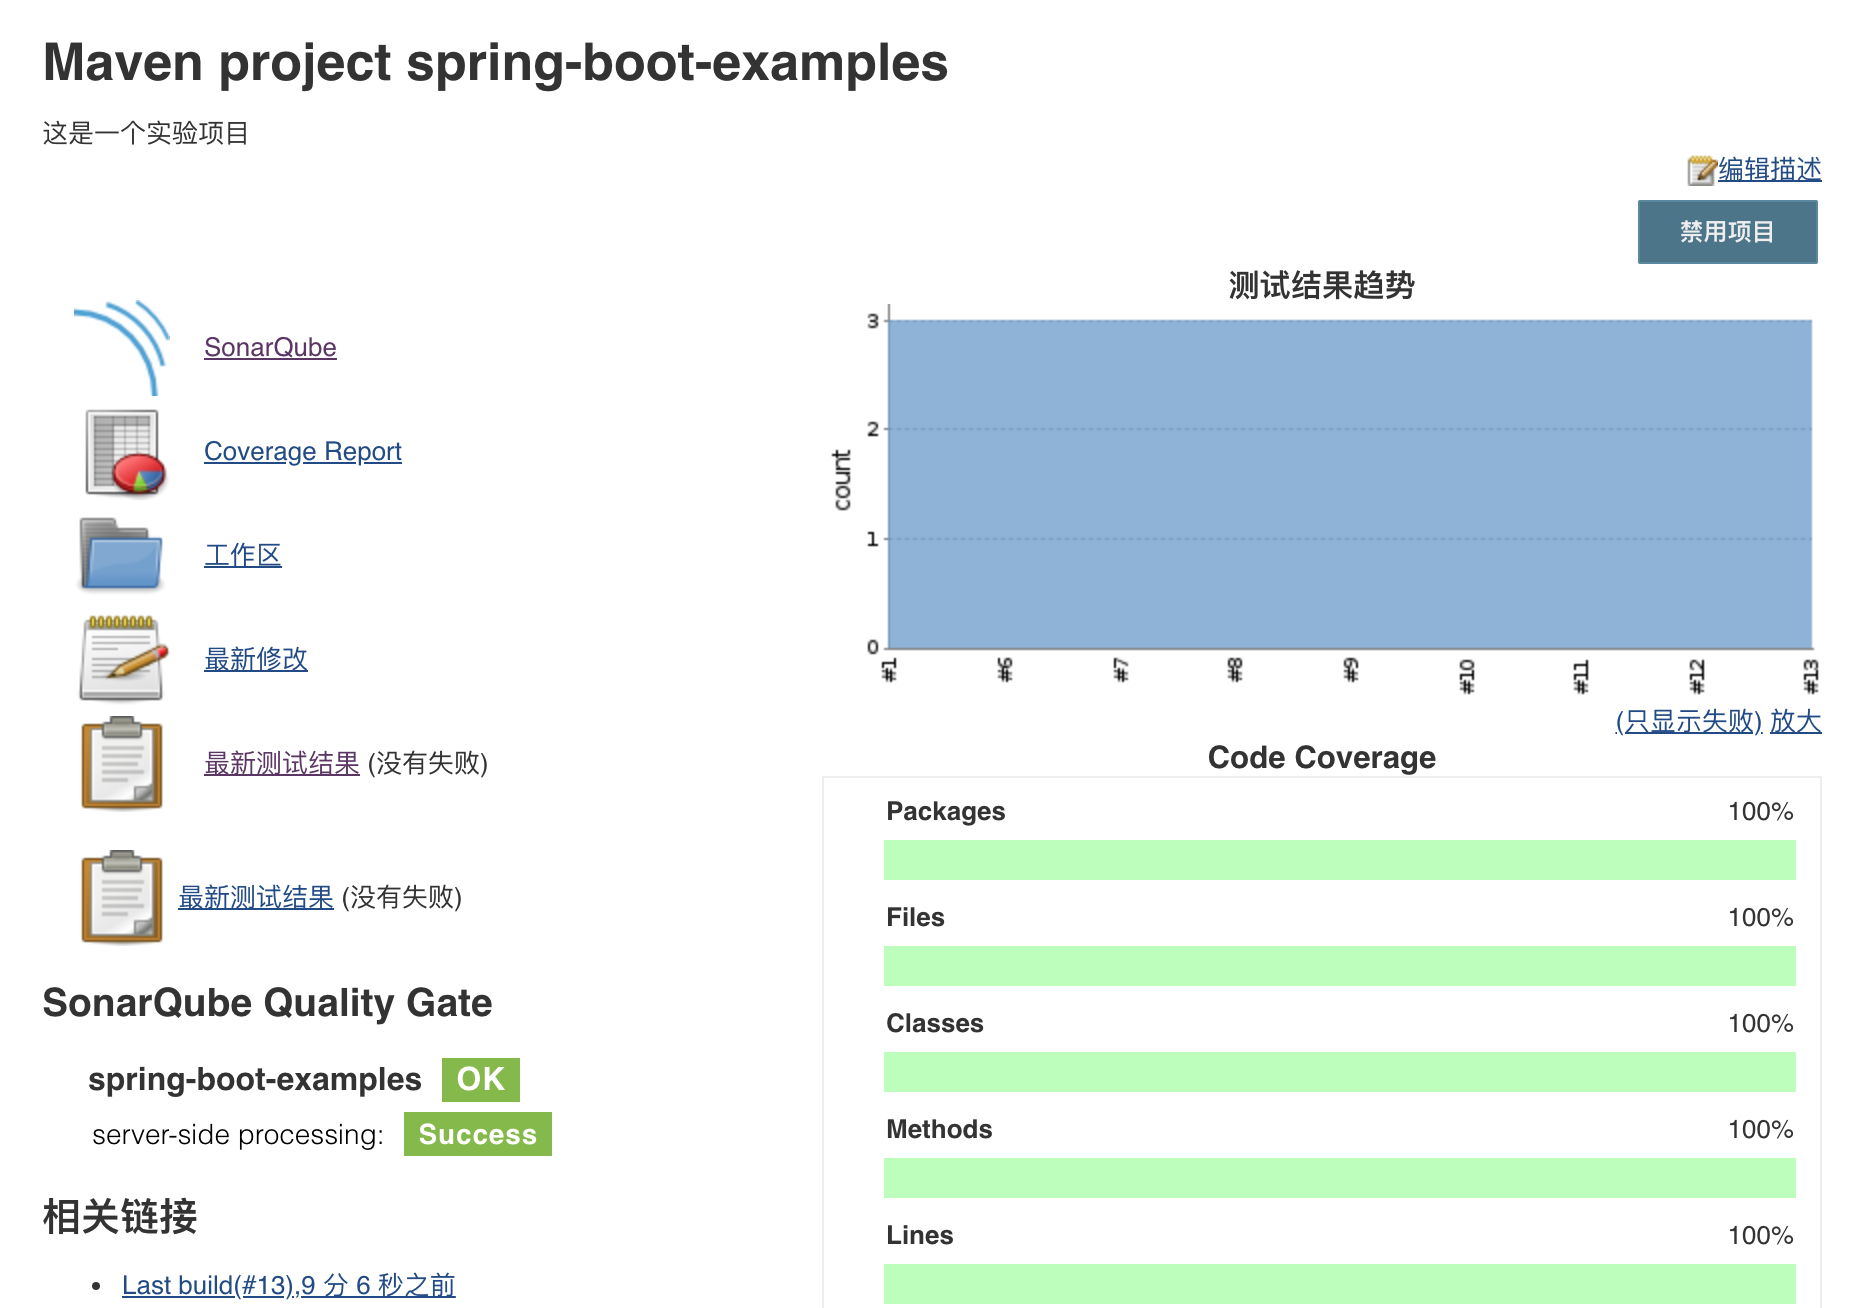 Maven project spring-boot-examples
这是一个实验项目
编辑描述
禁用项目
SonarQube
Coverage Report
工作区
最新修改
最新测试结果 (没有失败)
最新测试结果 (没有失败)
SonarQube Quality Gate
spring-boot-examples OK
server-side processing: Success
相关链接
Last build(#13),9 分 6 秒之前
测试结果趋势
count
3
2
1
0
#1 #6 #7 #8 #9 #10 #11 #12 #13
(只显示失败) 放大
Code Coverage
Packages 100%
Files 100%
Classes 100%
Methods 100%
Lines 100%